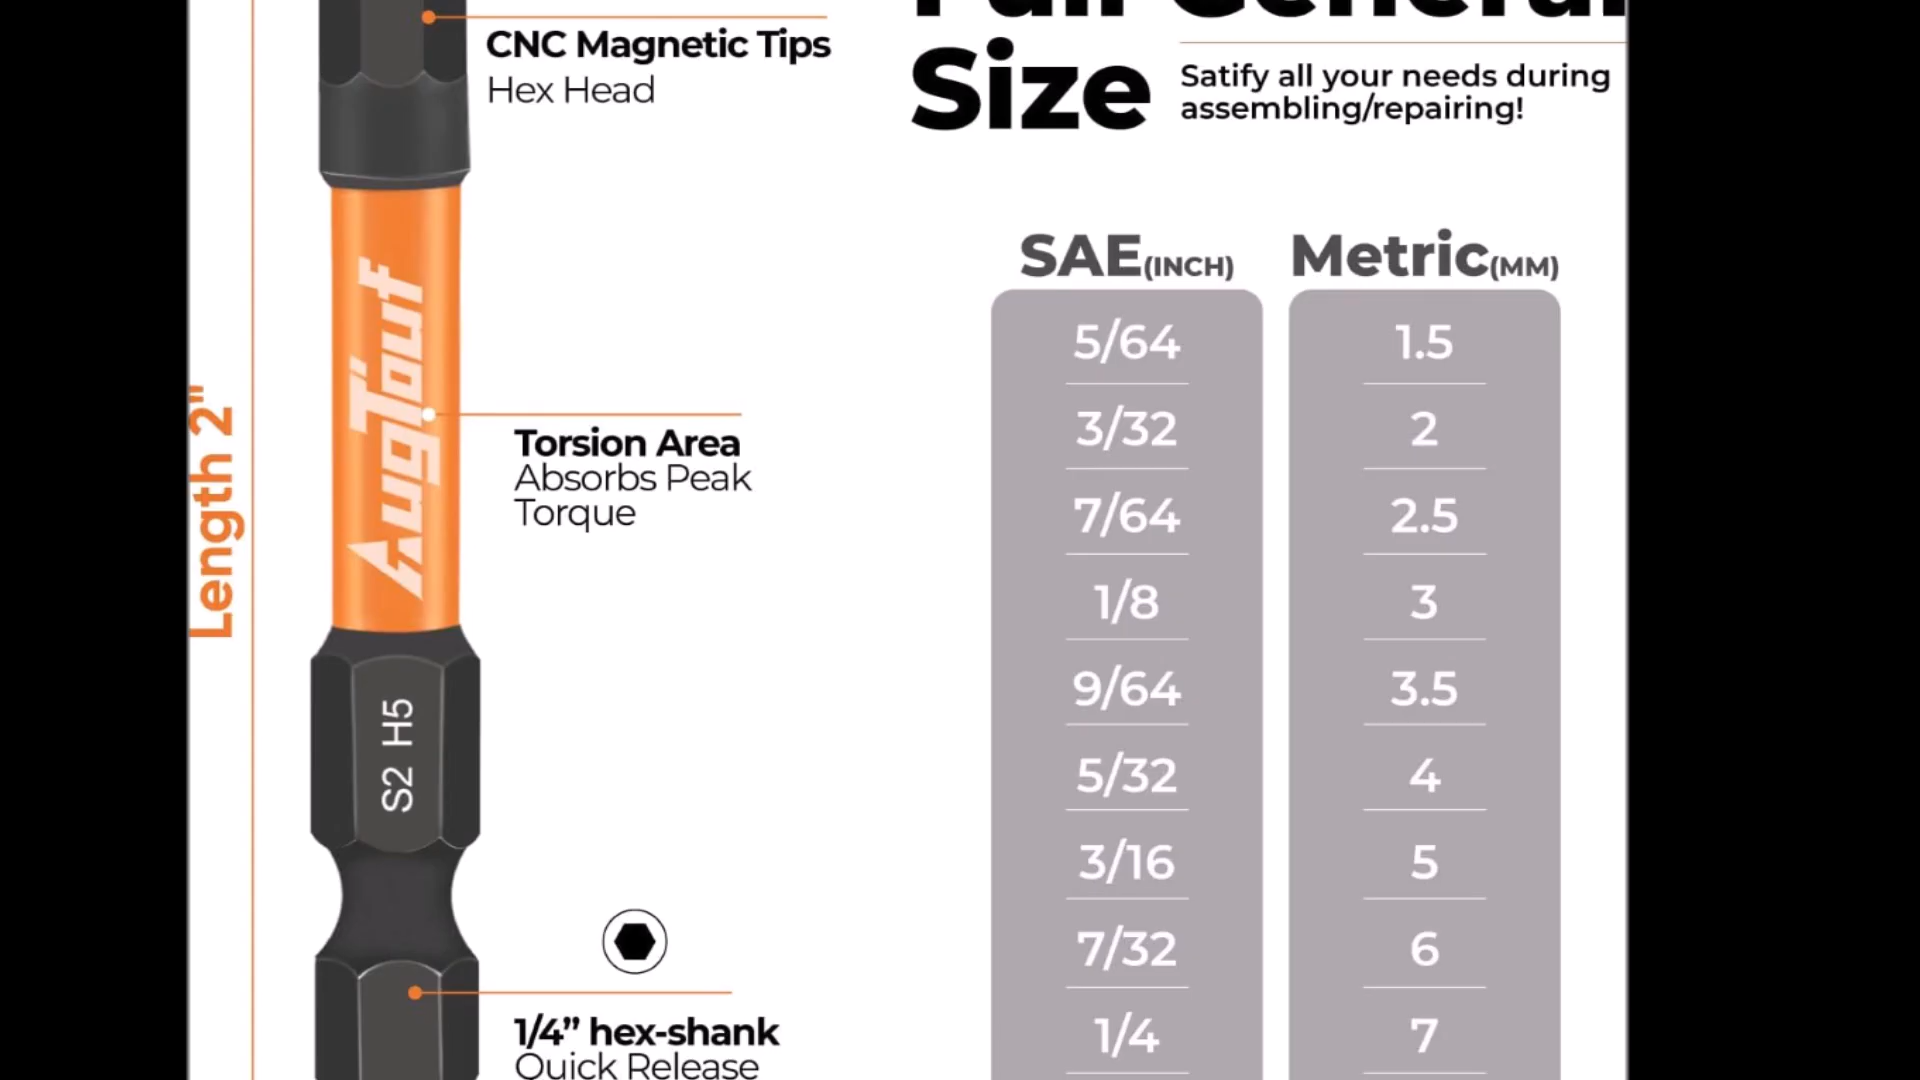 CNC Magnetic Tips
Hex Head
Size
Satify all your needs during
assembling/repairing!
Length 2"
AugTouf
Torsion Area
Absorbs Peak
Torque
S2 H5
1/4” hex-shank
Quick Release
SAE(INCH) Metric(MM)
5/64 1.5
3/32 2
7/64 2.5
1/8 3
9/64 3.5
5/32 4
3/16 5
7/32 6
1/4 7